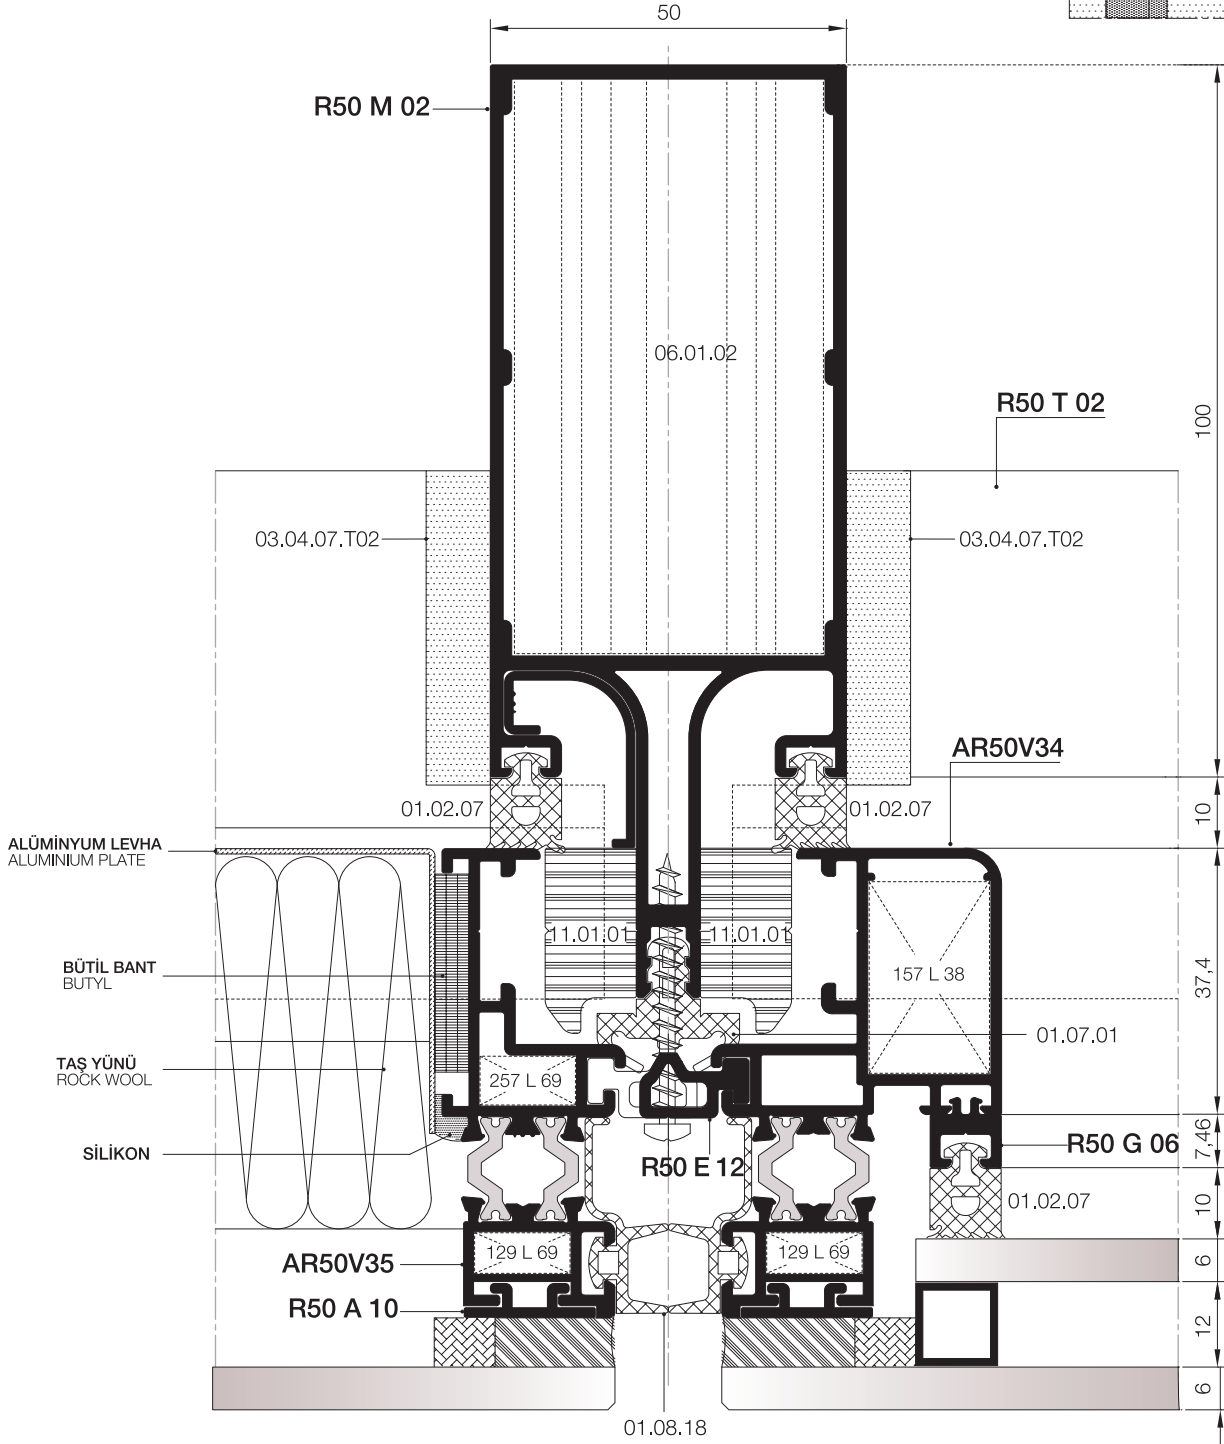 50
R50 M 02
06.01.02
R50 T 02
100
03.04.07.T02
03.04.07.T02
AR50V34
01.02.07
01.02.07
10
ALÜMİNYUM LEVHA
ALUMINIUM PLATE
11.01.01
11.01.01
BÜTİL BANT
BUTYL
157 L 38
37,4
01.07.01
TAŞ YÜNÜ
ROCK WOOL
257 L 69
SİLİKON
R50 E 12
R50 G 06
7,46
01.02.07
10
AR50V35
129 L 69
129 L 69
6
R50 A 10
12
6
01.08.18